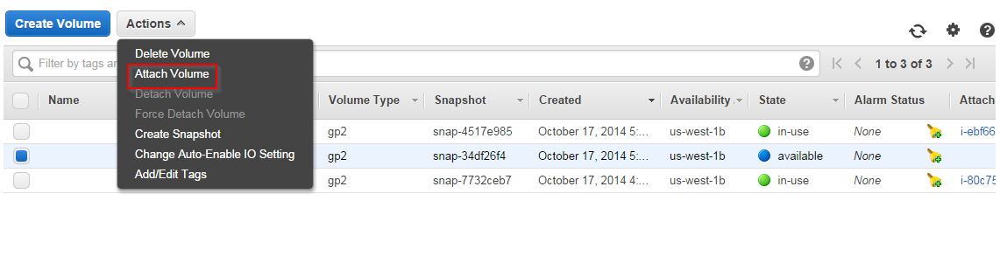 Create Volume Actions
Delete Volume
Filter by tags Attach Volume 1 to 3 of 3
Detach Volume
Name Volume Type Snapshot Created Availability State Alarm Status Attach
Force Detach Volume
Create Snapshot gp2 snap-4517e985 October 17, 2014 5:... us-west-1b in-use None i-ebf66
Change Auto-Enable IO Setting gp2 snap-34df26f4 October 17, 2014 5:... us-west-1b available None
Add/Edit Tags gp2 snap-7732ceb7 October 17, 2014 4:... us-west-1b in-use None i-80c75